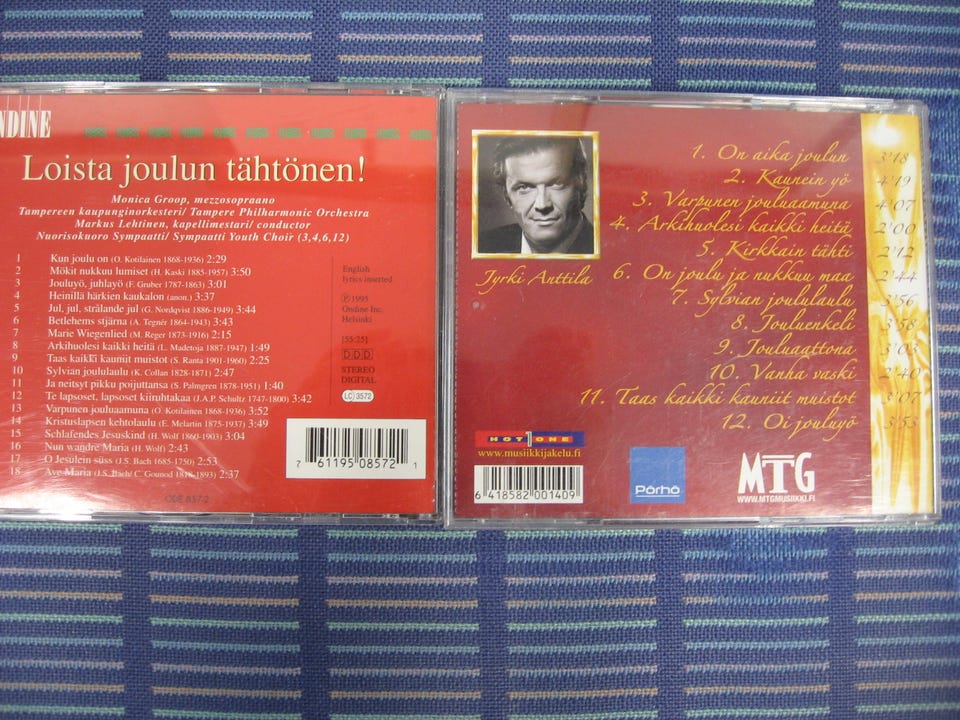 NDINE
Loista joulun tähtönen!
Monica Groop, mezzosopraano
Tampereen kaupunginorkesteri/ Tampere Philharmonic Orchestra
Markus Lehtinen, kapellimestari/ conductor
Nuorisokuoro Sympaatti/ Sympaatti Youth Choir (3,4,6,12)
1 Kun joulu on (O. Kotilainen 1868-1936) 2:29
2 Mökit nukkuu lumiset (H. Kaski 1885-1957) 3:50
3 Jouluyö, juhlayö (F. Gruber 1787-1863) 3:01
4 Heinillä härkien kaukalon (anon.) 3:37
5 Jul, jul, strålande jul (G. Nordqvist 1886-1949) 3:44
6 Betlehems stjärna (A. Tegnér 1864-1943) 3:43
7 Marie Wiegenlied (M. Reger 1873-1916) 2:15
8 Arkihuolesi kaikki heitä (L. Madetoja 1887-1947) 1:49
9 Taas kaikki kauniit muistot (S. Ranta 1901-1960) 2:25
10 Sylvian joululaulu (K. Collan 1828-1871) 2:47
11 Ja neitsyt pikku poijuttansa (S. Palmgren 1878-1951) 1:40
12 Te lapsoset, lapsoset kiiruhtakaa (J.A.P. Schultz 1747-1800) 3:42
13 Varpunen jouluaamuna (O. Kotilainen 1868-1936) 3:52
14 Kristuslapsen kehtolaulu (E. Melartin 1875-1937) 3:49
15 Schlafendes Jesuskind (H. Wolf 1860-1903) 3:04
16 Nun wandre Maria (H. Wolf) 2:43
17 O Jesulein süss (J.S. Bach 1685-1750) 2:53
18 Ave Maria (J.S. Bach/ C. Gounod 1818-1893) 2:37
English
lyrics inserted
Ⓟ 1995
Ondine Inc.
Helsinki
[55:25]
DDD
STEREO
DIGITAL
LC 3572
7 61195 08572 1
ODE 857-2
Jyrki Anttila
1. On aika joulun 3'18
2. Kaunein yö 4'19
3. Varpunen jouluaamuna 4'07
4. Arkihuolesi kaikki heitä 2'00
5. Kirkkain tähti 2'12
6. On joulu ja nukkuu maa 2'44
7. Sylvian joululaulu 3'56
8. Jouluenkeli 3'58
9. Jouluaattona 3'03
10. Vanha vaski 2'40
11. Taas kaikki kauniit muistot 3'07
12. Oi jouluyö 3'53
HOT ONE
www.musiikkijakelu.fi
6 418582 001409
Pörhö
MTG
WWW.MTGMUSIIKKI.FI